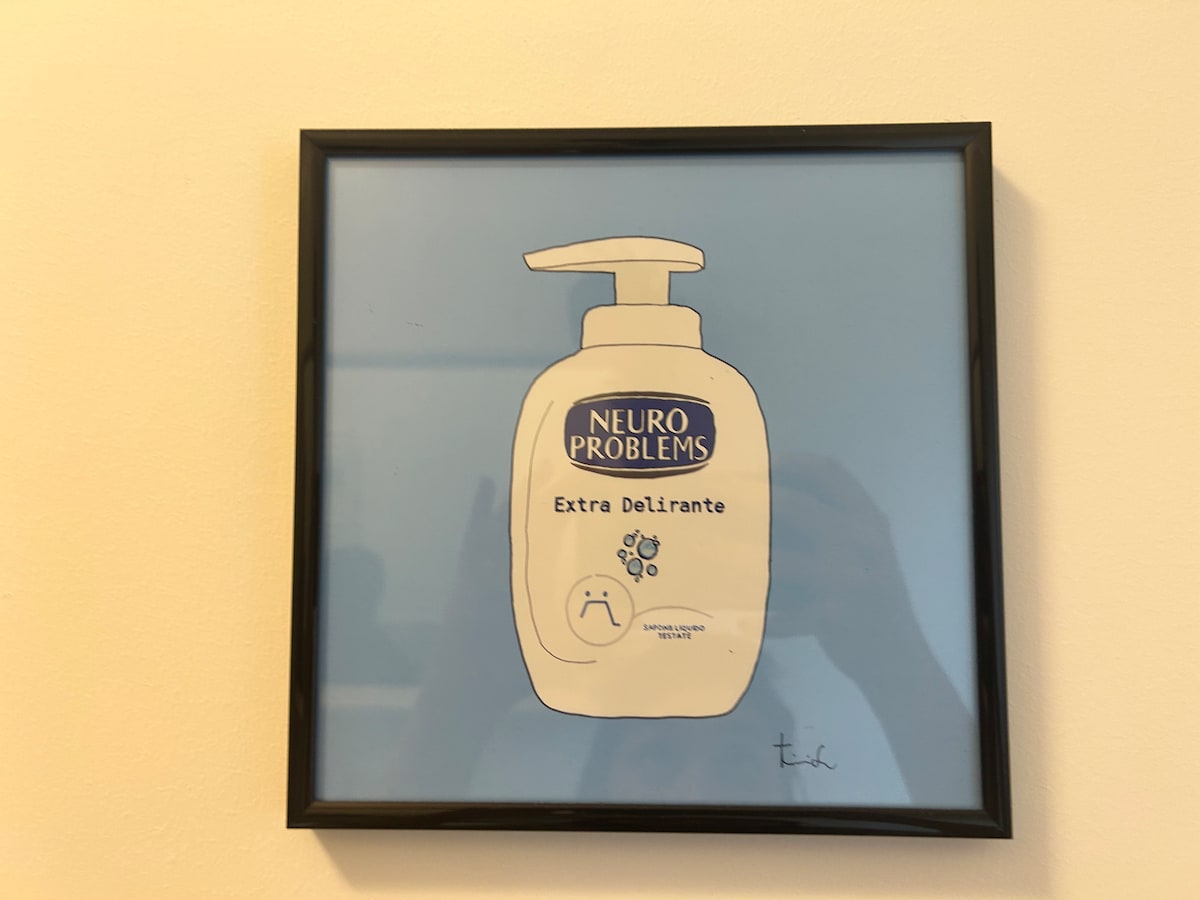 NEURO
PROBLEMS
Extra Delirante
SAPONE LIQUIDO
TESTATE